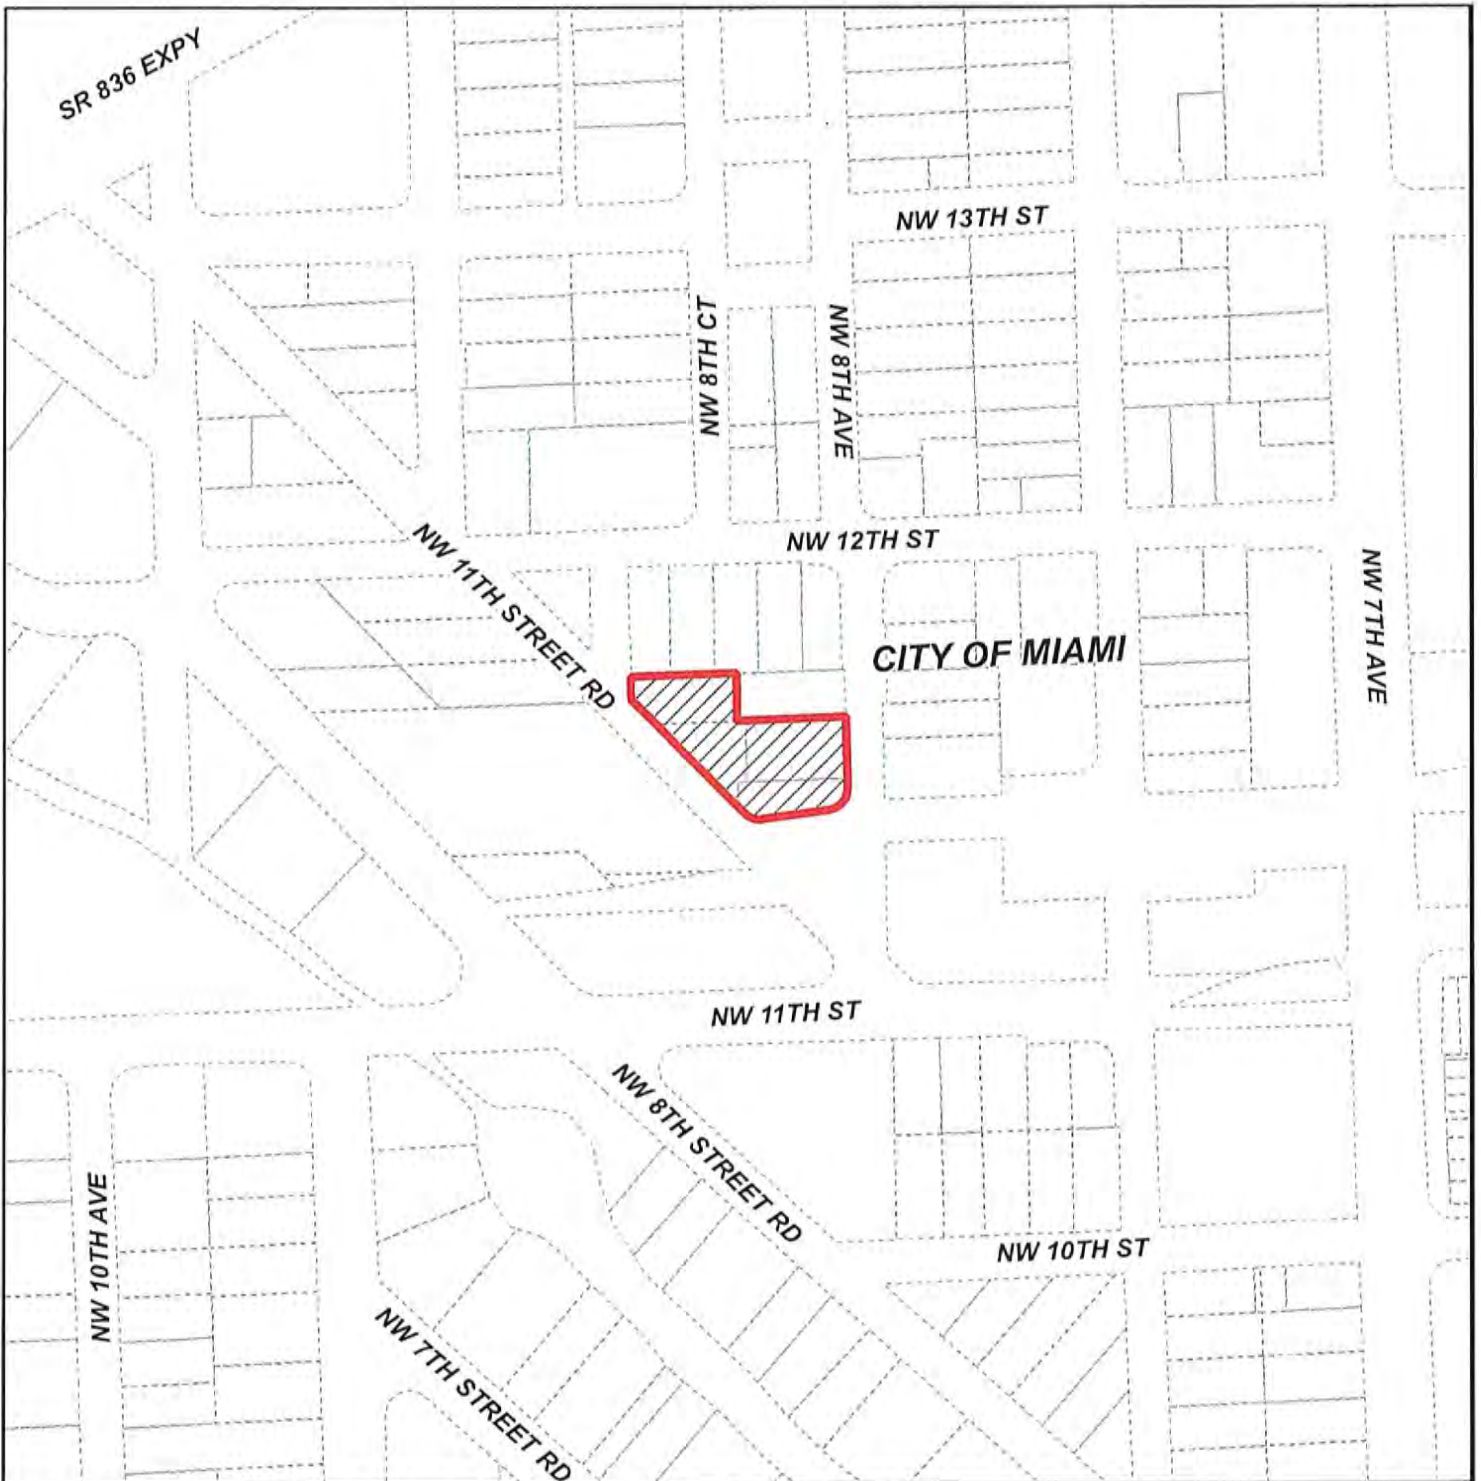 SR 836 EXPY
NW 13TH ST
NW 8TH CT
NW 8TH AVE
NW 12TH ST
NW 11TH STREET RD
CITY OF MIAMI
NW 7TH AVE
NW 11TH ST
NW 8TH STREET RD
NW 10TH AVE
NW 10TH ST
NW 7TH STREET RD